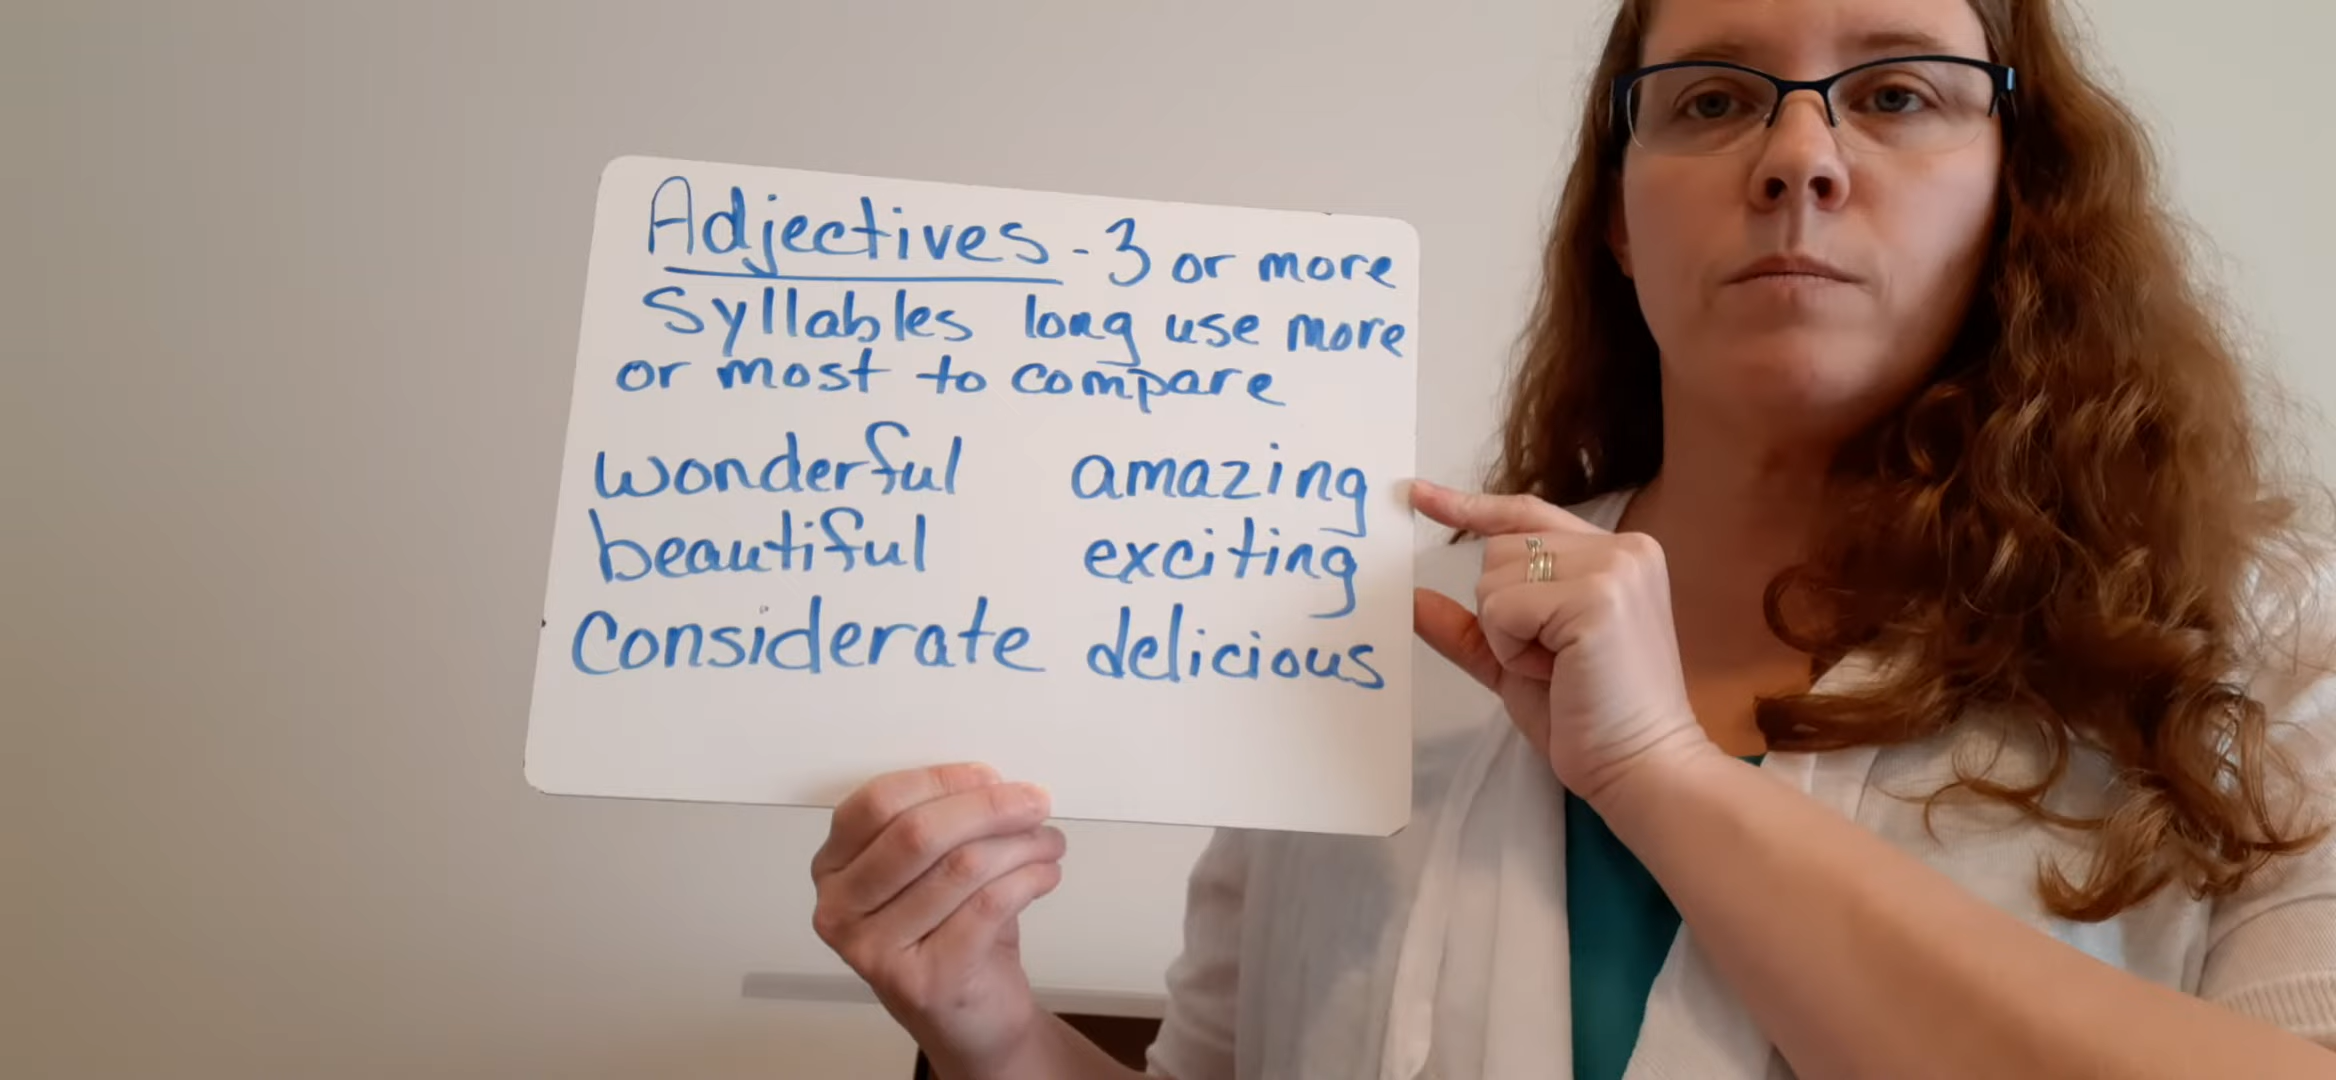 Adjectives - 3 or more
Syllables long use more
or most to compare
wonderful amazing
beautiful exciting
Considerate delicious